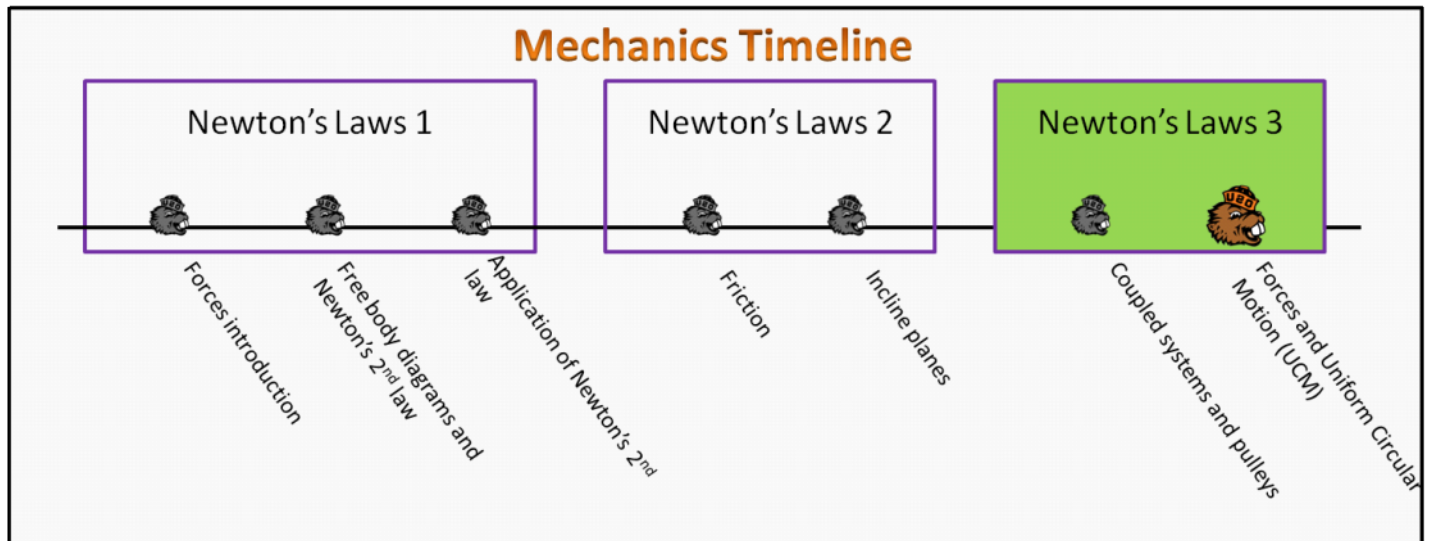 Mechanics Timeline
Newton's Laws 1
Newton's Laws 2
Newton's Laws 3
Forces introduction
Free body diagrams and
Newton's 2nd law
Application of Newton's 2nd
law
Friction
Incline planes
Coupled systems and pulleys
Forces and Uniform Circular
Motion (UCM)